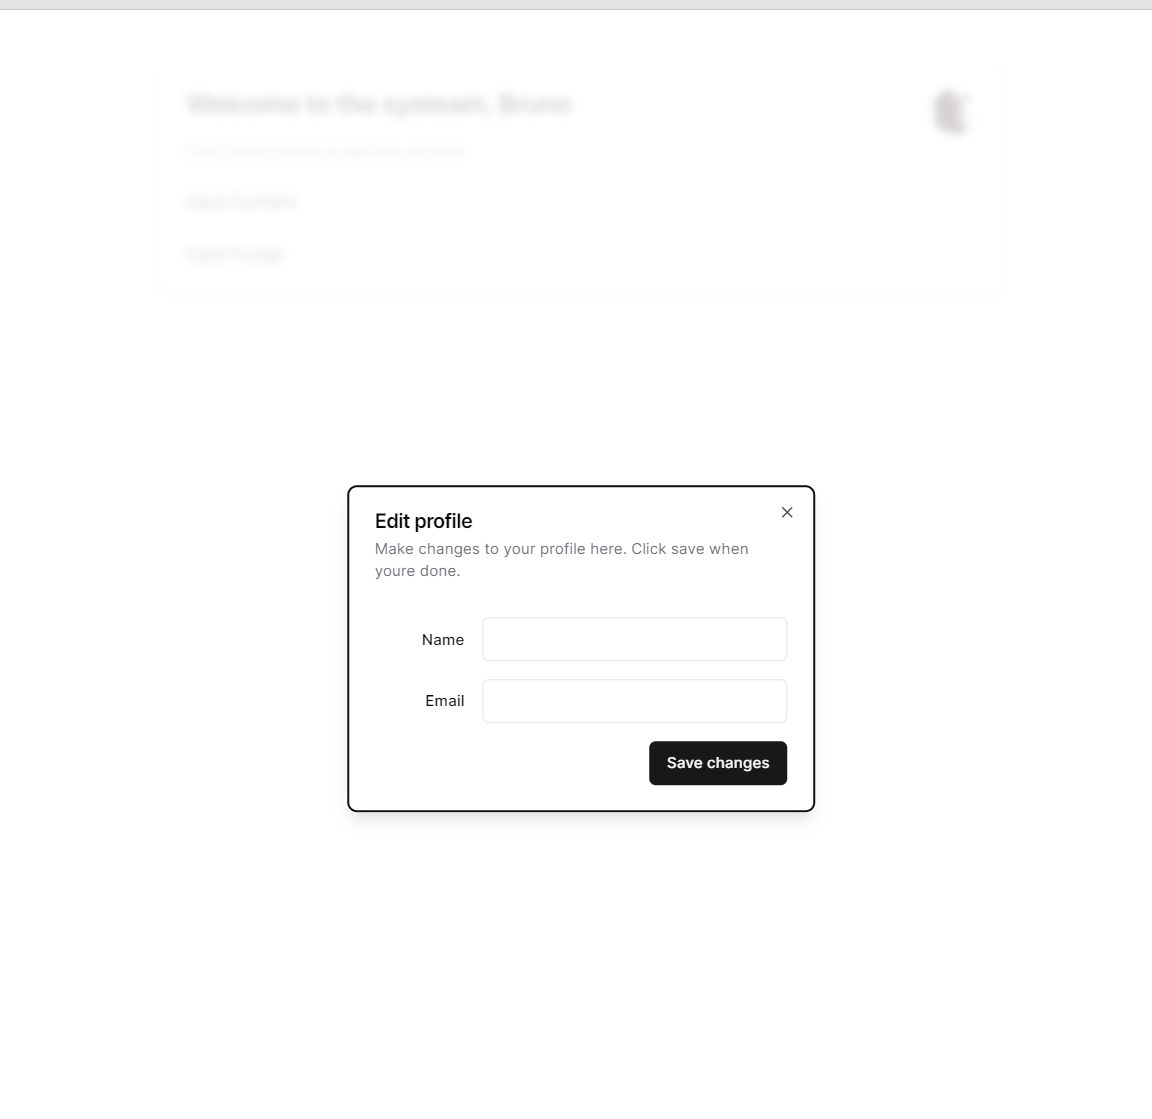 Welcome to the systeam, Bruno
Card Content
Card Footer
Edit profile
Make changes to your profile here. Click save when
youre done.
Name
Email
Save changes